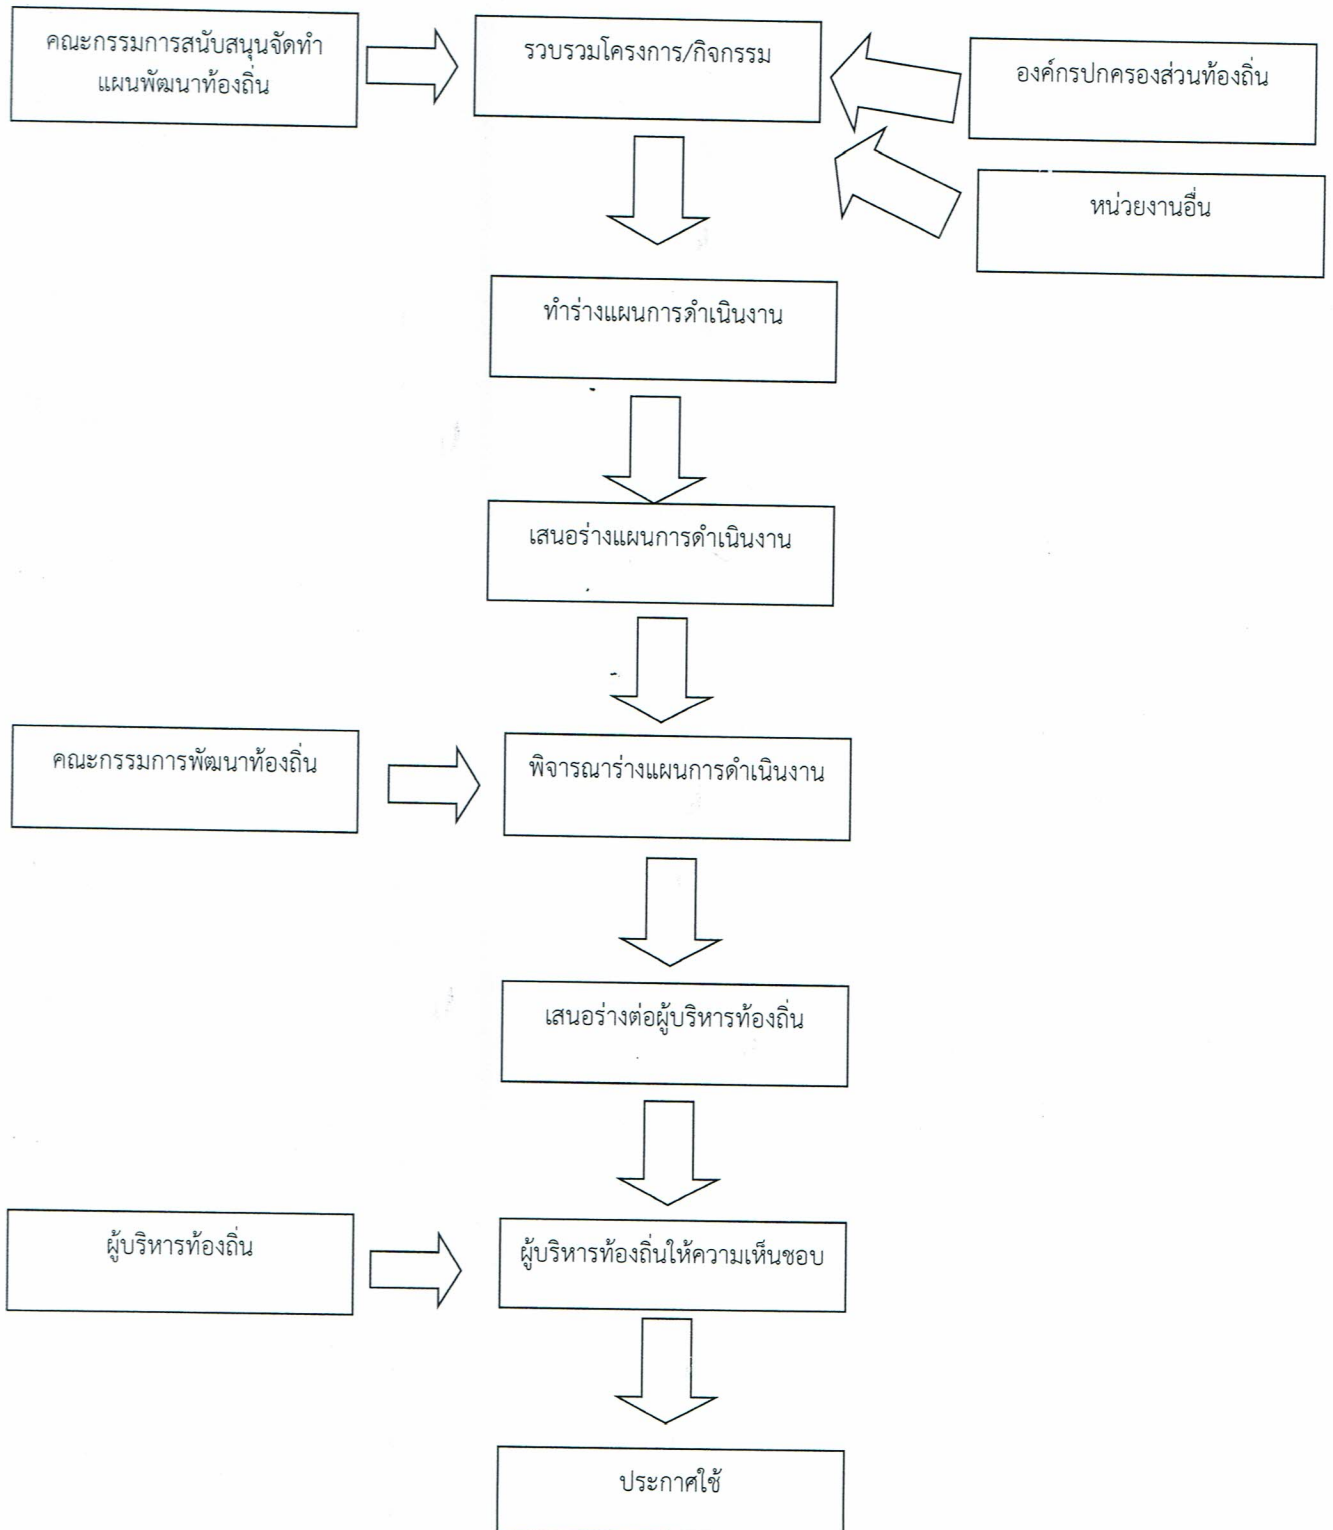 คณะกรรมการสนับสนุนจัดทำ
แผนพัฒนาท้องถิ่น
รวบรวมโครงการ/กิจกรรม
องค์กรปกครองส่วนท้องถิ่น
หน่วยงานอื่น
ทำร่างแผนการดำเนินงาน
เสนอร่างแผนการดำเนินงาน
คณะกรรมการพัฒนาท้องถิ่น
พิจารณาร่างแผนการดำเนินงาน
เสนอร่างต่อผู้บริหารท้องถิ่น
ผู้บริหารท้องถิ่น
ผู้บริหารท้องถิ่นให้ความเห็นชอบ
ประกาศใช้